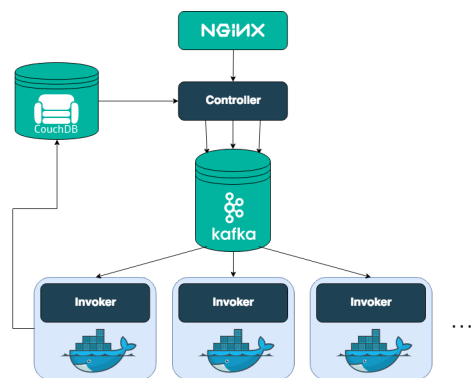 NGINX
CouchDB
Controller
kafka
Invoker
Invoker
Invoker
...